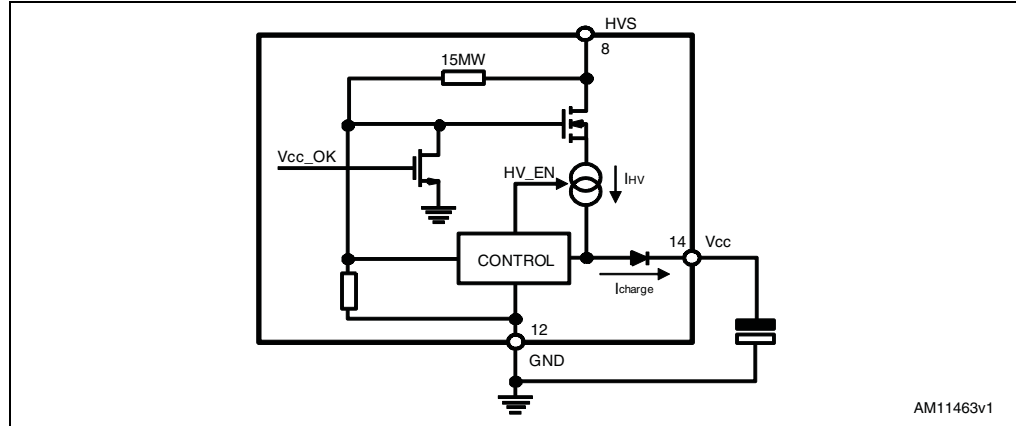 HVS
8
15MW
Vcc_OK
HV_EN
IHV
14
Vcc
CONTROL
Icharge
12
GND
AM11463v1